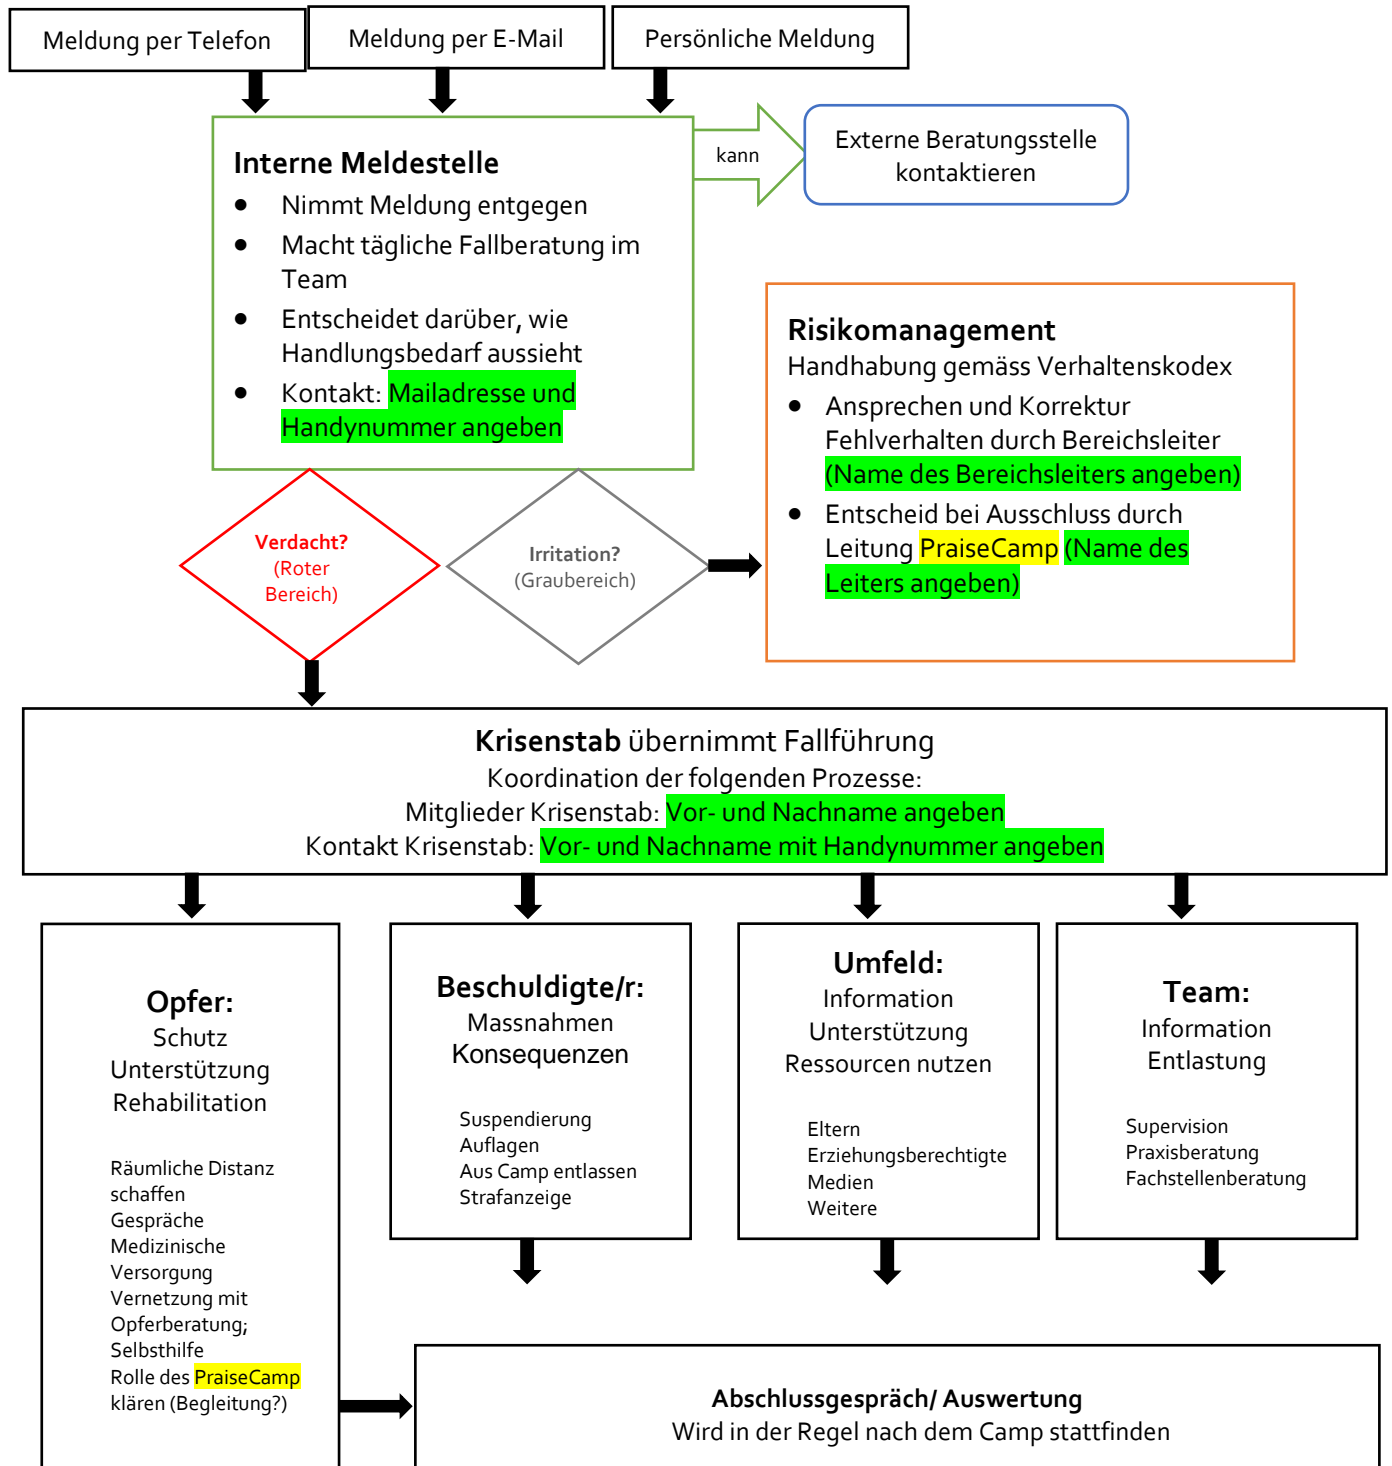 Meldung per Telefon
Meldung per E-Mail
Persönliche Meldung
Interne Meldestelle
● Nimmt Meldung entgegen
● Macht tägliche Fallberatung im
Team
● Entscheidet darüber, wie
Handlungsbedarf aussieht
● Kontakt: Mailadresse und
Handynummer angeben
kann
Externe Beratungsstelle
kontaktieren
Risikomanagement
Handhabung gemäss Verhaltenskodex
● Ansprechen und Korrektur
Fehlverhalten durch Bereichsleiter
(Name des Bereichsleiters angeben)
● Entscheid bei Ausschluss durch
Leitung PraiseCamp (Name des
Leiters angeben)
Verdacht?
(Roter
Bereich)
Irritation?
(Graubereich)
Krisenstab übernimmt Fallführung
Koordination der folgenden Prozesse:
Mitglieder Krisenstab: Vor- und Nachname angeben
Kontakt Krisenstab: Vor- und Nachname mit Handynummer angeben
Opfer:
Schutz
Unterstützung
Rehabilitation
Räumliche Distanz
schaffen
Gespräche
Medizinische
Versorgung
Vernetzung mit
Opferberatung;
Selbsthilfe
Rolle des PraiseCamp
klären (Begleitung?)
Beschuldigte/r:
Massnahmen
Konsequenzen
Suspendierung
Auflagen
Aus Camp entlassen
Strafanzeige
Umfeld:
Information
Unterstützung
Ressourcen nutzen
Eltern
Erziehungsberechtigte
Medien
Weitere
Team:
Information
Entlastung
Supervision
Praxisberatung
Fachstellenberatung
Abschlussgespräch/ Auswertung
Wird in der Regel nach dem Camp stattfinden